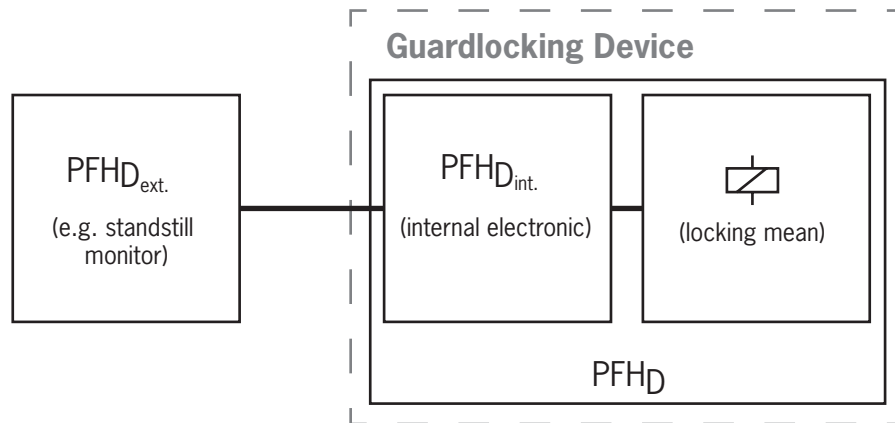 Guardlocking Device
PFHDext.
(e.g. standstill
monitor)
PFHDint.
(internal electronic)
(locking mean)
PFHD